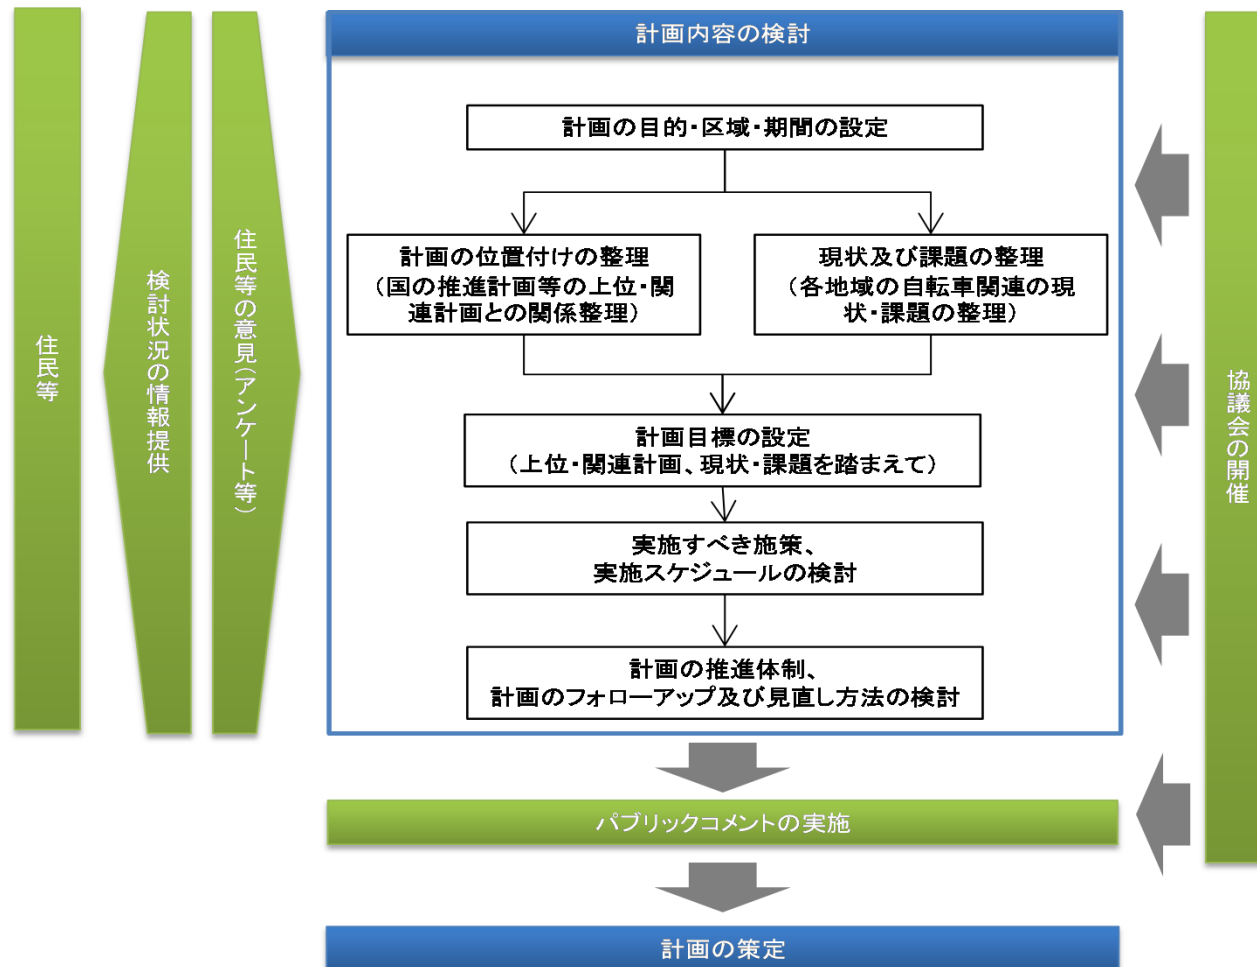 計画内容の検討
計画の目的・区域・期間の設定
計画の位置付けの整理
（国の推進計画等の上位・関
連計画との関係整理）
現状及び課題の整理
（各地域の自転車関連の現
状・課題の整理）
計画目標の設定
（上位・関連計画、現状・課題を踏まえて）
実施すべき施策、
実施スケジュールの検討
計画の推進体制、
計画のフォローアップ及び見直し方法の検討
住民等
検討状況の情報提供
住民等の意見（アンケート等）
協議会の開催
パブリックコメントの実施
計画の策定